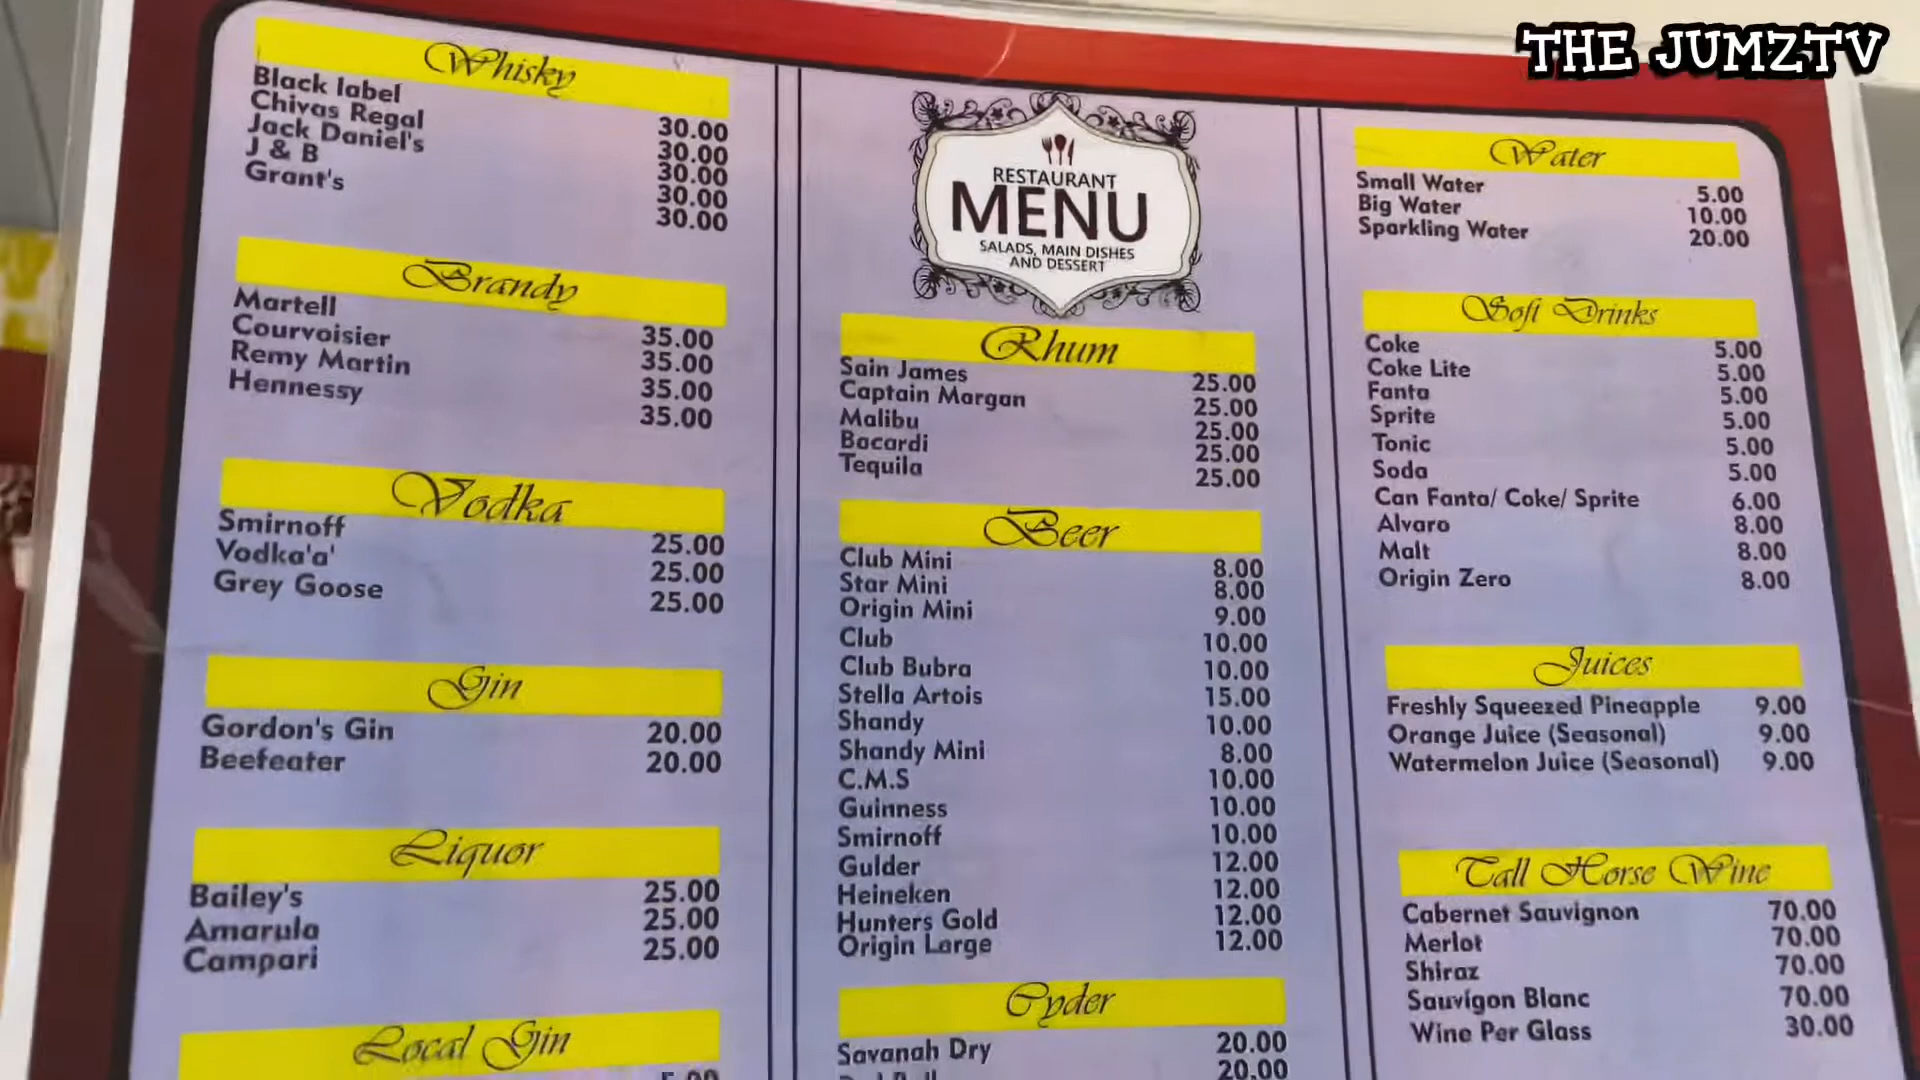 THE JUMZTV
Whisky
Black label 30.00
Chivas Regal 30.00
Jack Daniel's 30.00
J & B 30.00
Grant's 30.00
Brandy
Martell 35.00
Courvoisier 35.00
Remy Martin 35.00
Hennessy 35.00
Vodka
Smirnoff 25.00
Vodka'a' 25.00
Grey Goose 25.00
Gin
Gordon's Gin 20.00
Beefeater 20.00
Liquor
Bailey's 25.00
Amarula 25.00
Campari 25.00
Local Gin
RESTAURANT
MENU
SALADS, MAIN DISHES
AND DESSERT
Rhum
Sain James 25.00
Captain Margan 25.00
Malibu 25.00
Bacardi 25.00
Tequila 25.00
Beer
Club Mini 8.00
Star Mini 8.00
Origin Mini 9.00
Club 10.00
Club Bubra 10.00
Stella Artois 15.00
Shandy 10.00
Shandy Mini 8.00
C.M.S 10.00
Guinness 10.00
Smirnoff 10.00
Gulder 12.00
Heineken 12.00
Hunters Gold 12.00
Origin Large 12.00
Cyder
Savanah Dry 20.00
20.00
Water
Small Water 5.00
Big Water 10.00
Sparkling Water 20.00
Soft Drinks
Coke 5.00
Coke Lite 5.00
Fanta 5.00
Sprite 5.00
Tonic 5.00
Soda 5.00
Can Fanta/ Coke/ Sprite 6.00
Alvaro 8.00
Malt 8.00
Origin Zero 8.00
Juices
Freshly Squeezed Pineapple 9.00
Orange Juice (Seasonal) 9.00
Watermelon Juice (Seasonal) 9.00
Tall Horse Wine
Cabernet Sauvignon 70.00
Merlot 70.00
Shiraz 70.00
Sauvigon Blanc 70.00
Wine Per Glass 30.00